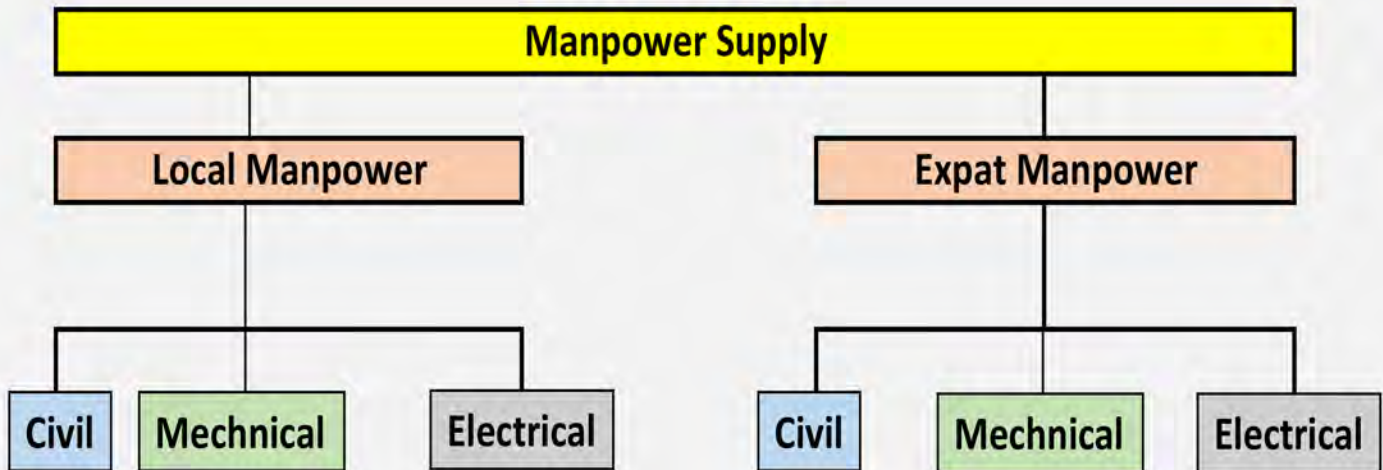 Manpower Supply
Local Manpower
Expat Manpower
Civil
Mechnical
Electrical
Civil
Mechnical
Electrical